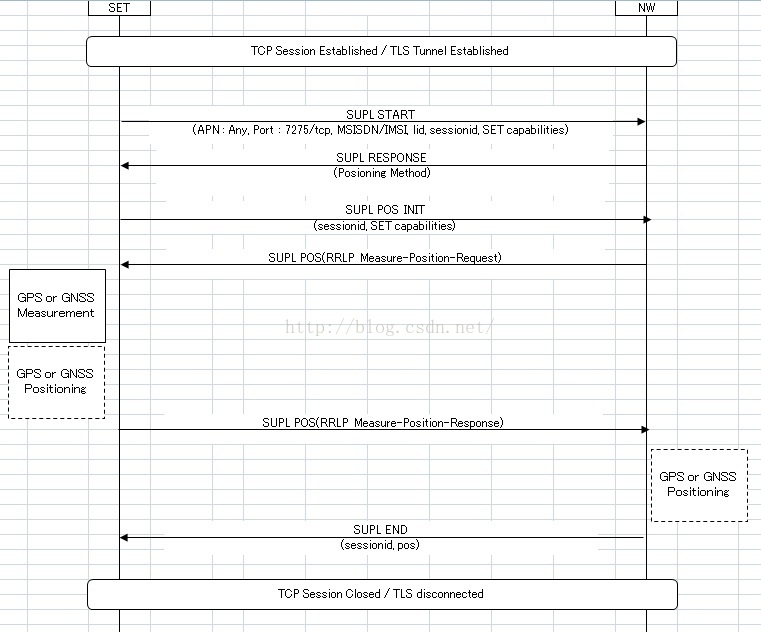 SET
NW
TCP Session Established / TLS Tunnel Established
SUPL START
(APN : Any, Port : 7275/tcp, MSISDN/IMSI, lid, sessionid, SET capabilities)
SUPL RESPONSE
(Posioning Method)
SUPL POS INIT
(sessionid, SET capabilities)
SUPL POS(RRLP Measure-Position-Request)
GPS or GNSS
Measurement
http://blog.csdn.net/
GPS or GNSS
Positioning
SUPL POS(RRLP Measure-Position-Response)
GPS or GNSS
Positioning
SUPL END
(sessionid, pos)
TCP Session Closed / TLS disconnected